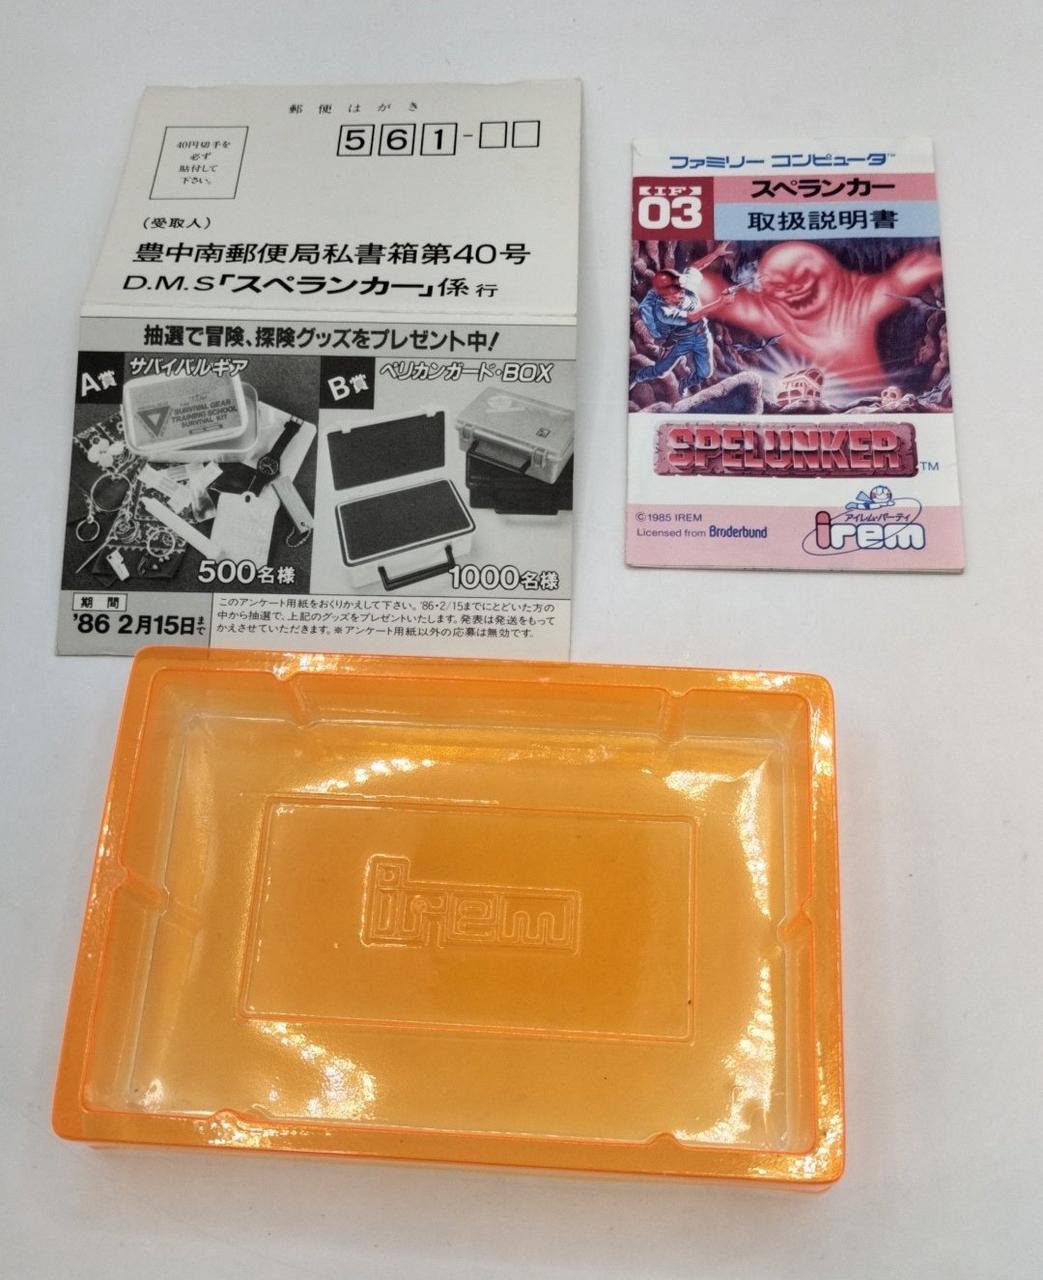 郵便はがき
561-
40円切手を
必ず
貼付して
下さい。
(受取人)
豊中南郵便局私書箱第40号
D.M.S「スペランカー」係行
抽選で冒険、探険グッズをプレゼント中!
A賞 サバイバルギア
SURVIVAL GEAR
TRAINING SCHOOL
SURVIVAL KIT
500名様
B賞 ペリカンガード・BOX
1000名様
期間
'86 2月15日まで
このアンケート用紙をおくりかえして下さい。'86・2/15までにとどいた方の
中から抽選で、上記のグッズをプレゼントいたします。発表は発送をもって
かえさせていただきます。※アンケート用紙以外の応募は無効です。
ファミリーコンピュータ™
IF
03
スペランカー
取扱説明書
SPELUNKER™
©1985 IREM
Licensed from Brøderbund
アイレム・パーティ
irem
irem